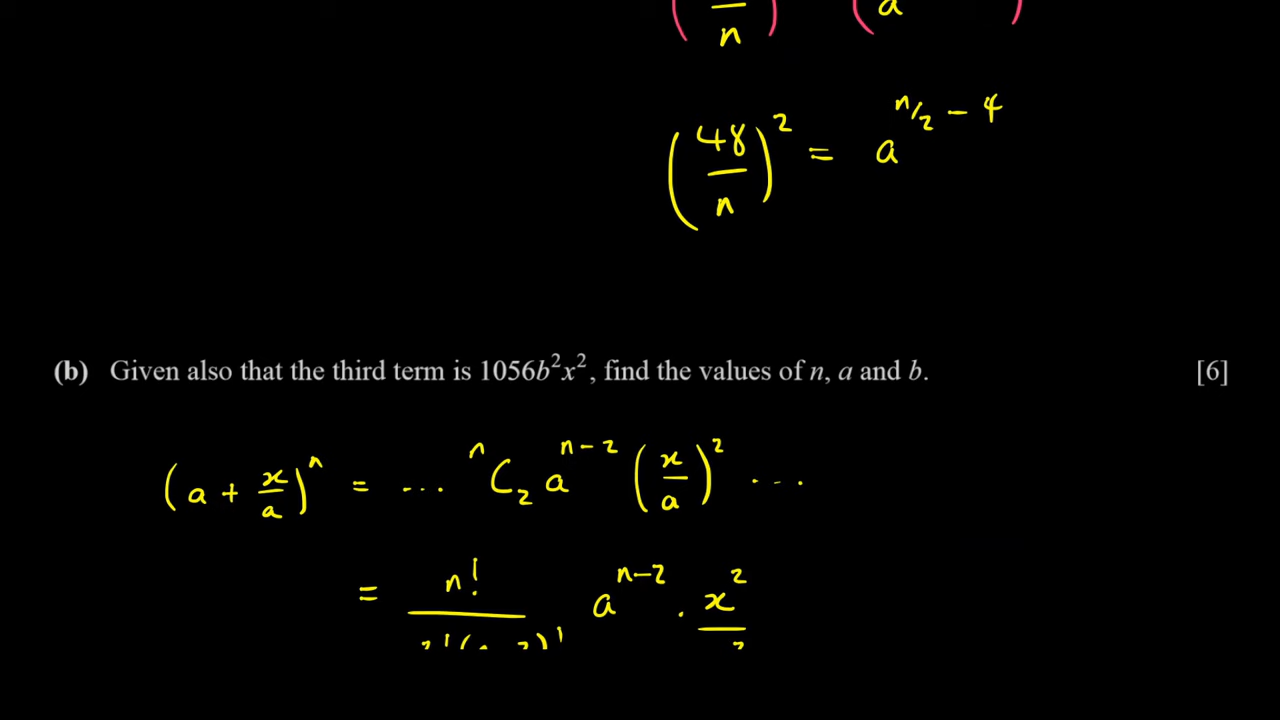 n a
(48/n)² = a^(n/2 − 4)
(b) Given also that the third term is 1056b²x², find the values of n, a and b. [6]
(a + x/a)ⁿ = ... ⁿC₂ a^(n−2) (x/a)² ...
= n!/ a^(n−2) · x²/